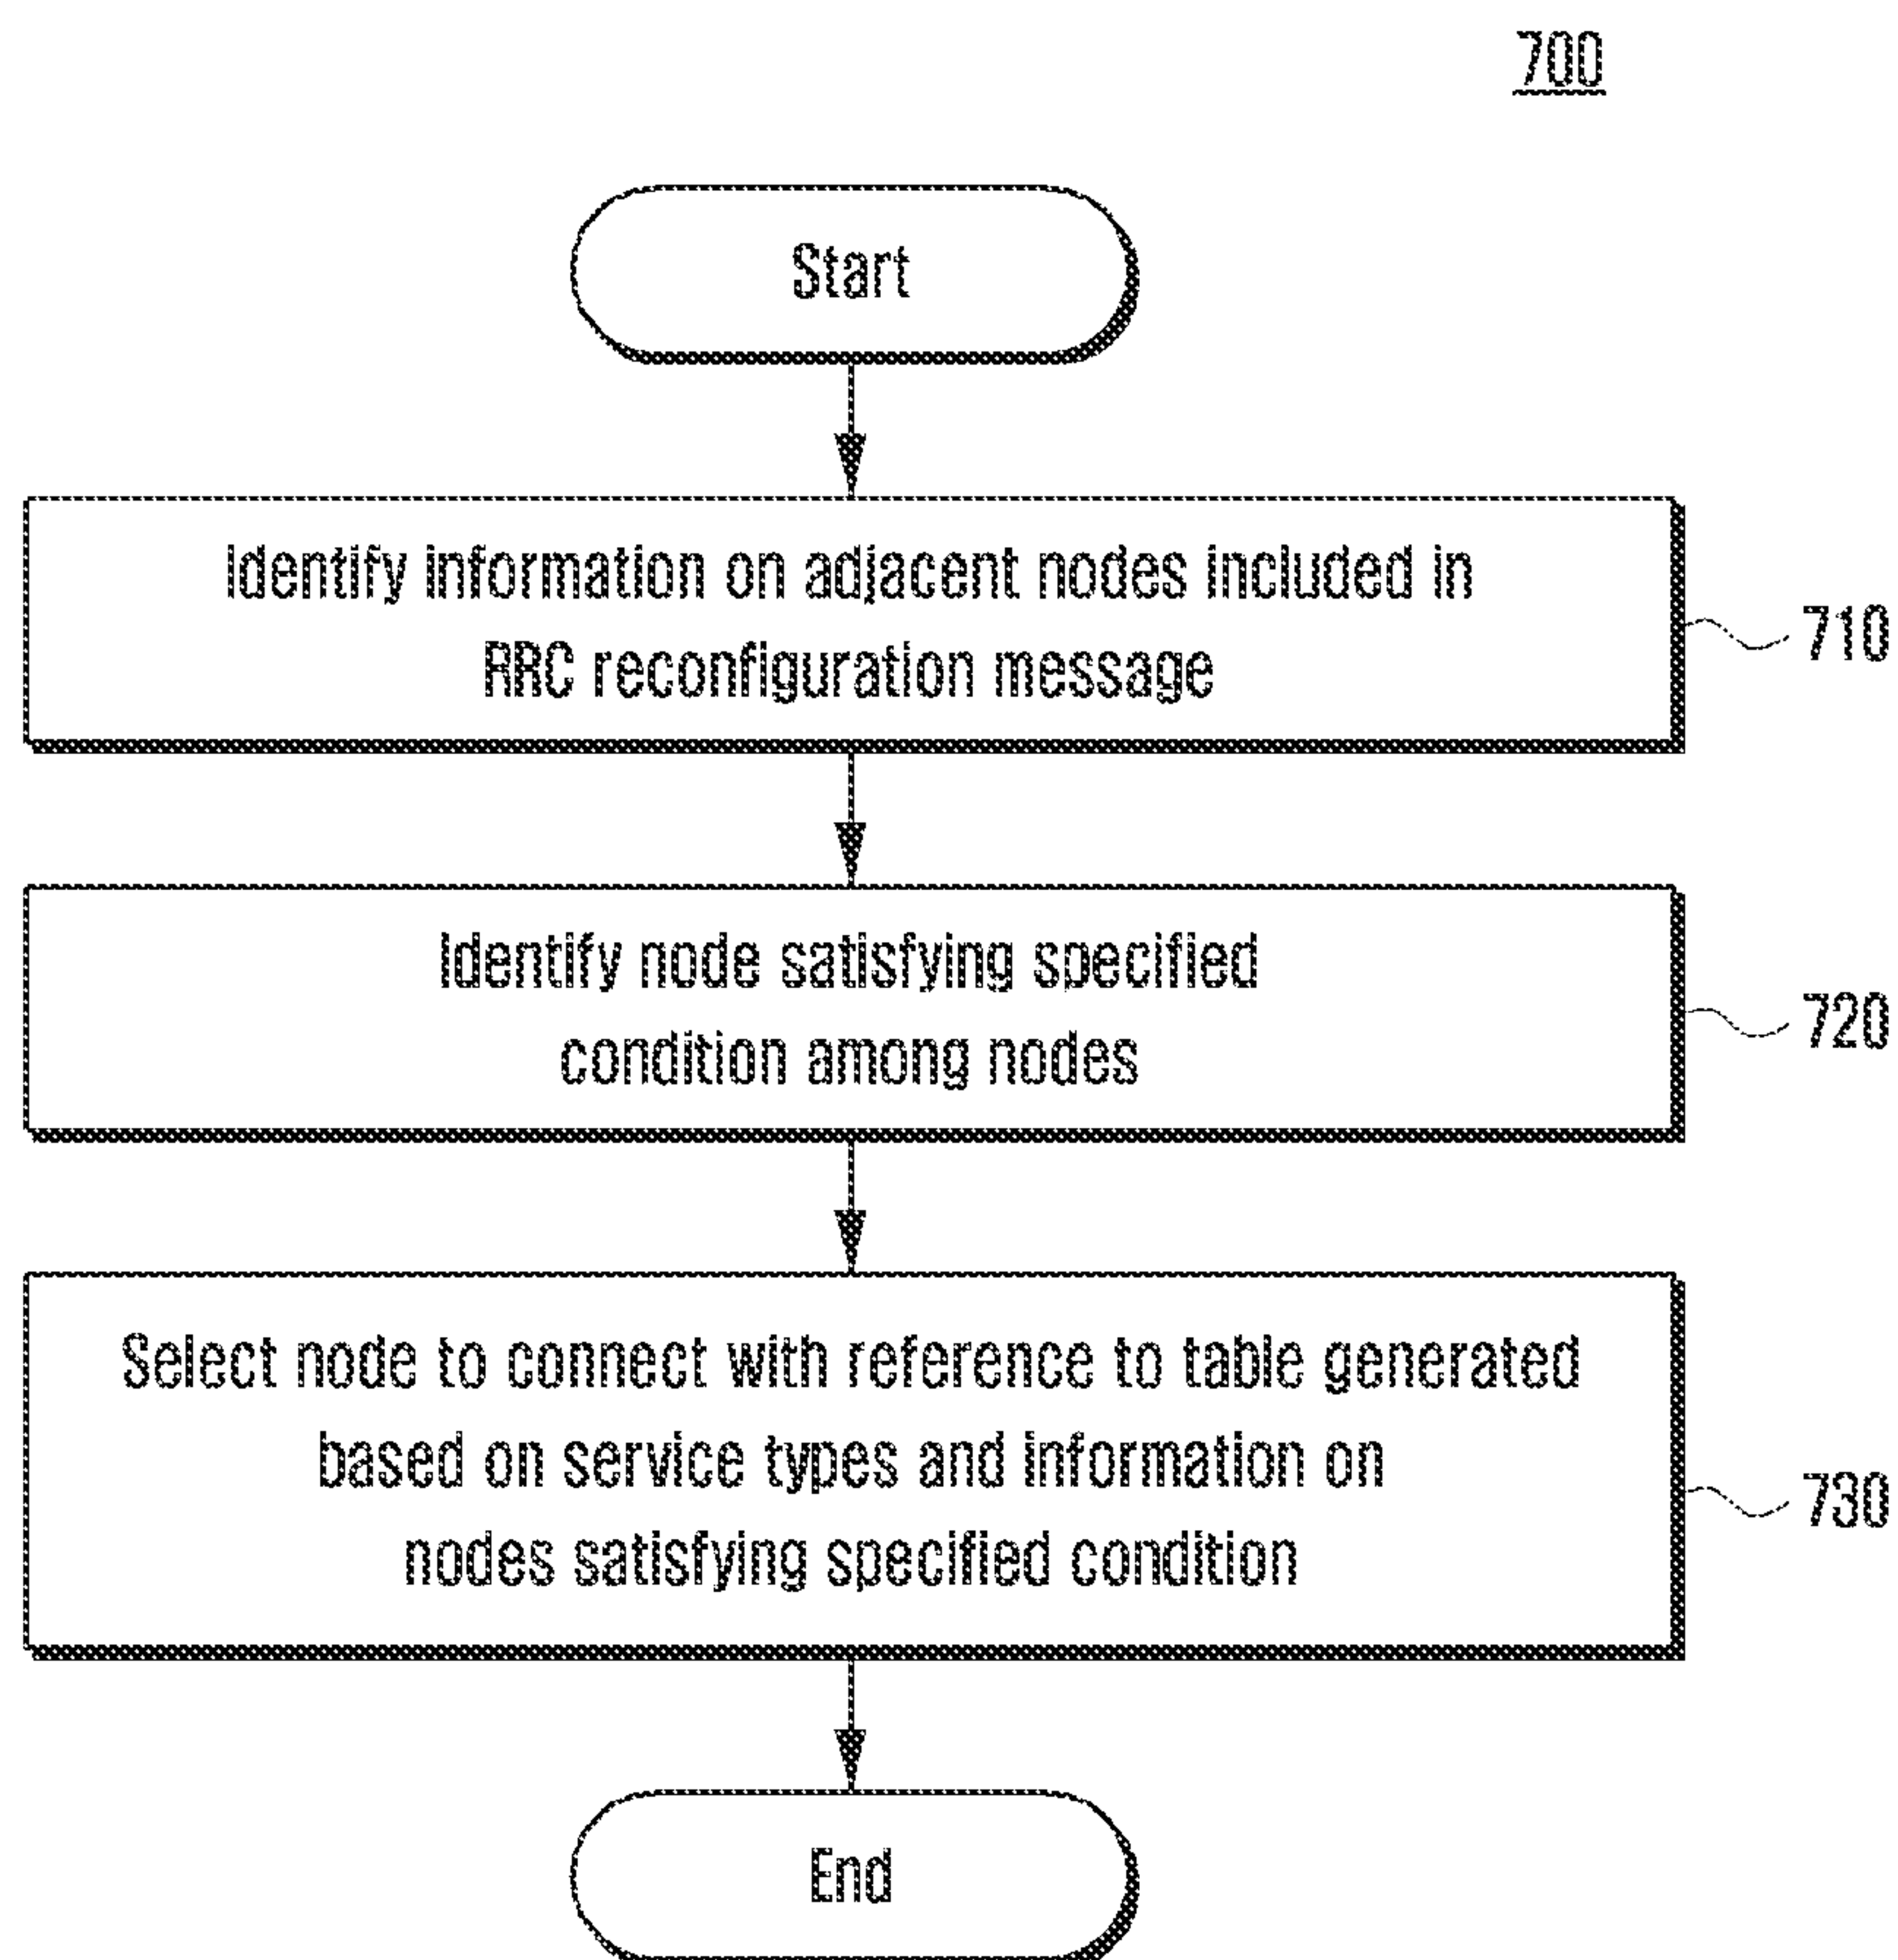 700
Start
Identify information on adjacent nodes included in
RRC reconfiguration message
710
Identify node satisfying specified
condition among nodes
720
Select node to connect with reference to table generated
based on service types and information on
nodes satisfying specified condition
730
End